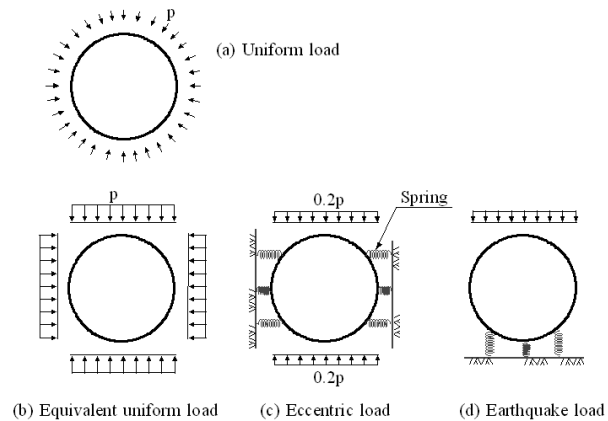 p
(a) Uniform load
p
0.2p
Spring
0.2p
(b) Equivalent uniform load
(c) Eccentric load
(d) Earthquake load